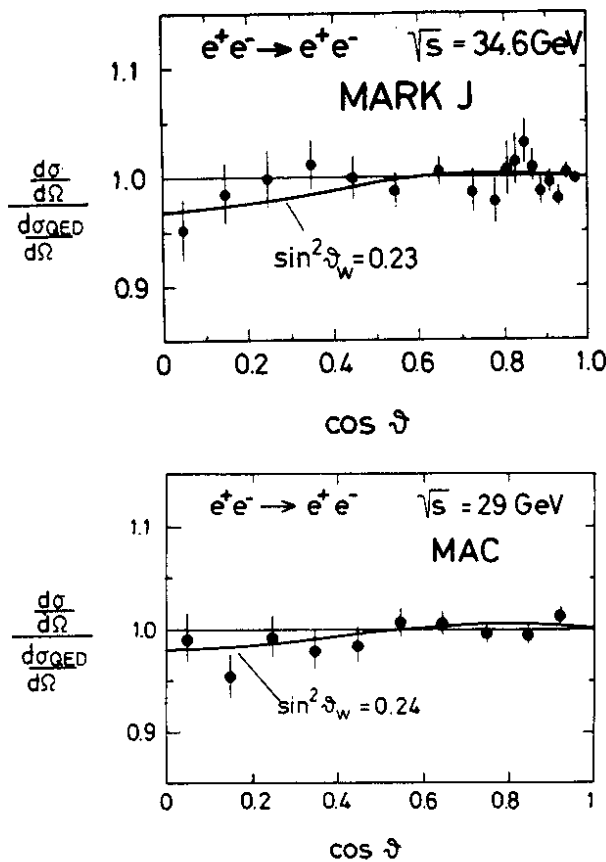 e⁺e⁻→e⁺e⁻ √s = 34.6 GeV
MARK J
1.1
1.0
0.9
dσ
dΩ
dσQED
dΩ
sin²ϑw = 0.23
0 0.2 0.4 0.6 0.8 1.0
cos ϑ
e⁺e⁻ → e⁺e⁻ √s = 29 GeV
MAC
1.1
1.0
0.9
dσ
dΩ
dσQED
dΩ
sin²ϑw = 0.24
0 0.2 0.4 0.6 0.8 1
cos ϑ